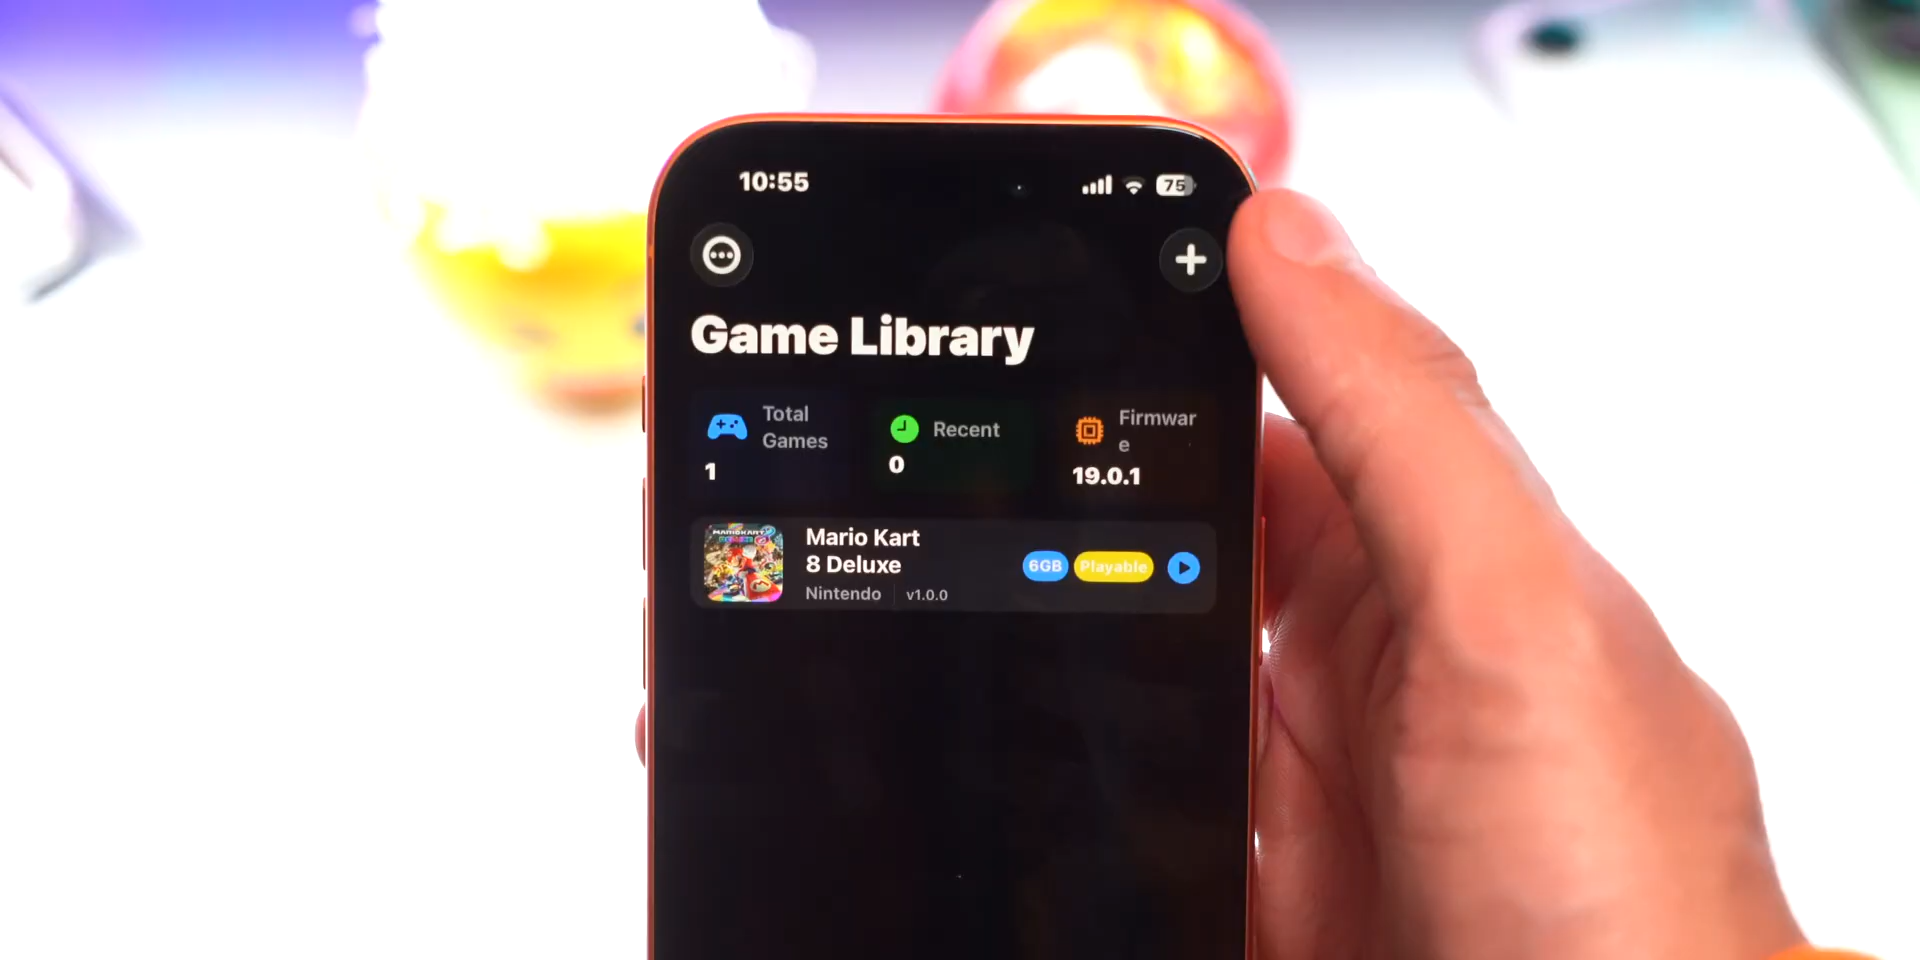 10:55
75
Game Library
Total
Games
1
Recent
0
Firmwar
e
19.0.1
MARIOKART
Mario Kart
8 Deluxe
Nintendo
v1.0.0
6GB
Playable